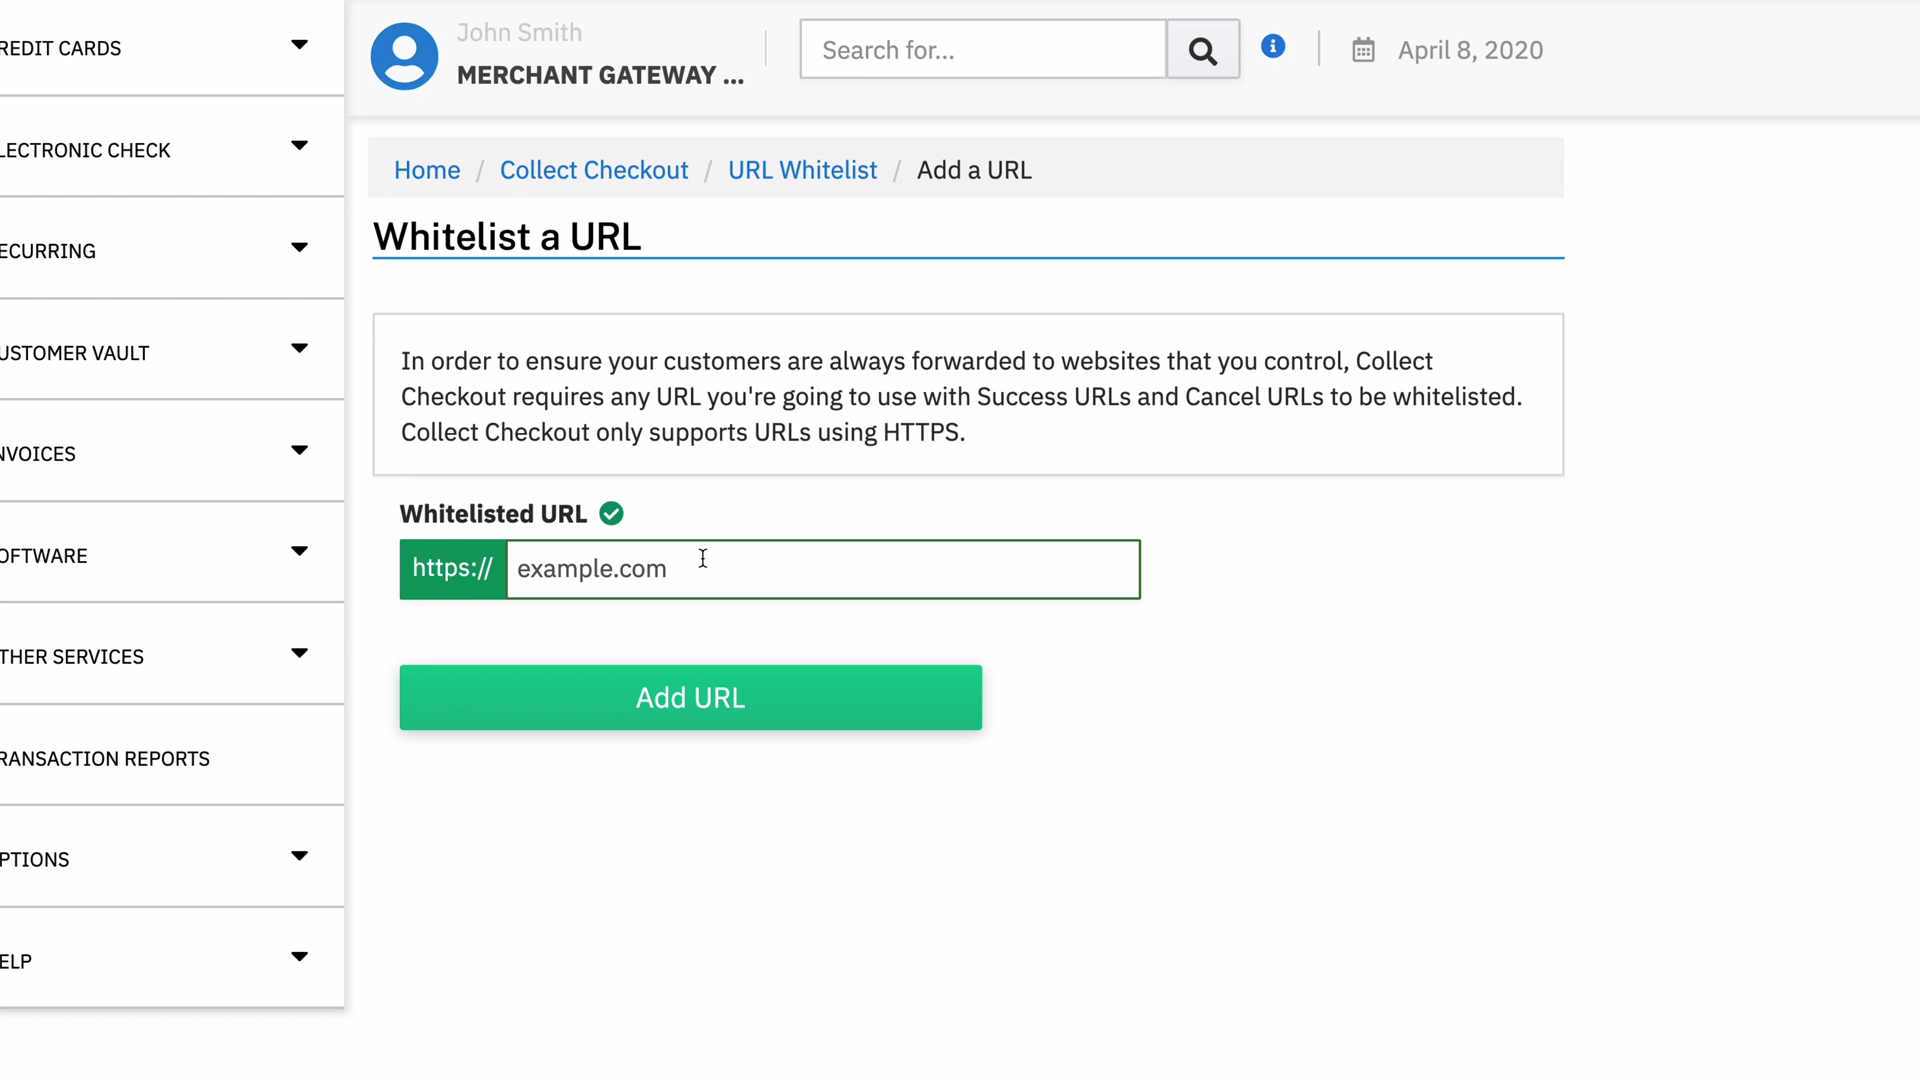 John Smith
MERCHANT GATEWAY ...
Search for...
April 8, 2020
REDIT CARDS
LECTRONIC CHECK
ECURRING
USTOMER VAULT
NVOICES
OFTWARE
THER SERVICES
RANSACTION REPORTS
PTIONS
ELP
Home / Collect Checkout / URL Whitelist / Add a URL
Whitelist a URL
In order to ensure your customers are always forwarded to websites that you control, Collect
Checkout requires any URL you're going to use with Success URLs and Cancel URLs to be whitelisted.
Collect Checkout only supports URLs using HTTPS.
Whitelisted URL
https:// example.com
Add URL